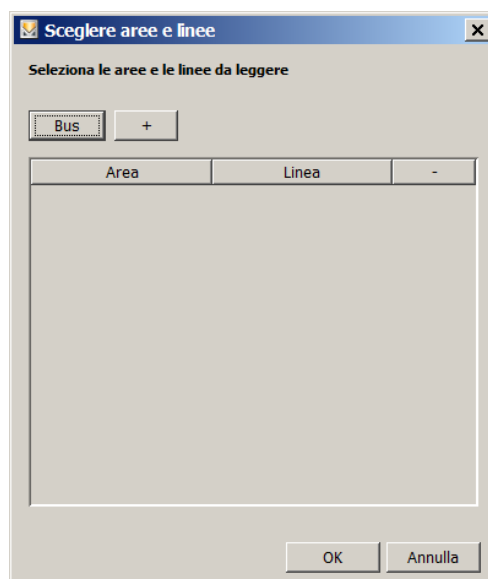 Sceglere aree e linee
Seleziona le aree e le linee da leggere
Bus +
Area Linea -
OK Annulla